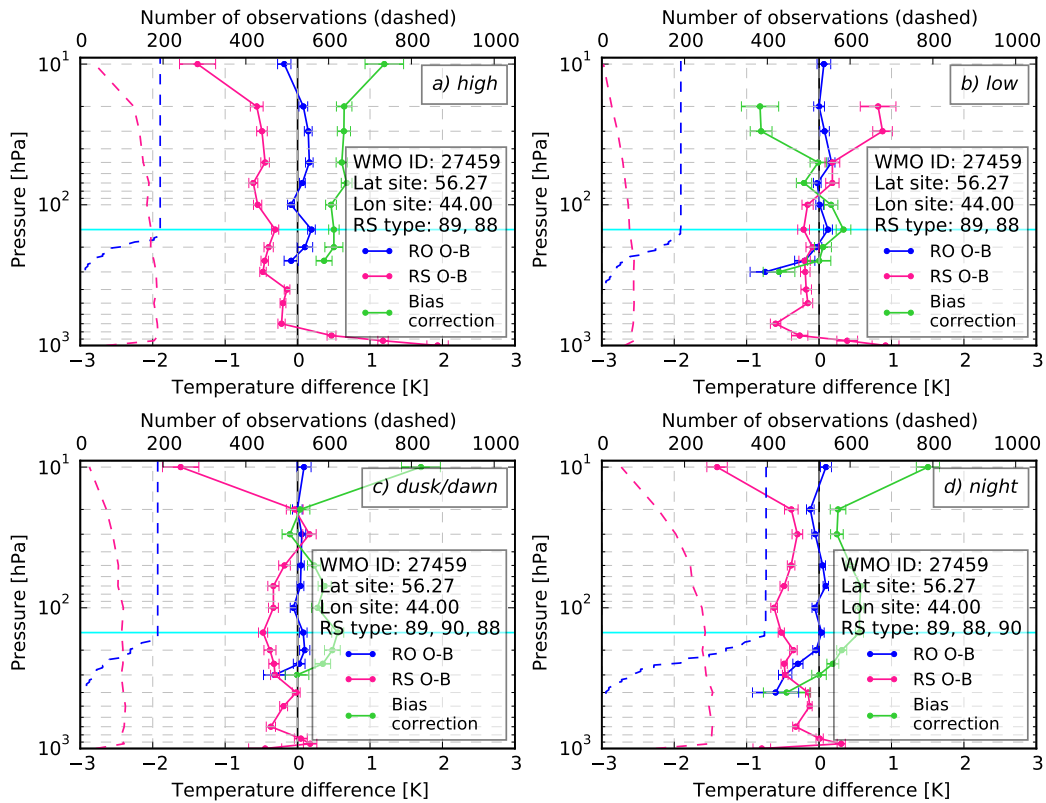 Number of observations (dashed)
0 200 400 600 800 1000
10¹
10²
10³
Pressure [hPa]
a) high
WMO ID: 27459
Lat site: 56.27
Lon site: 44.00
RS type: 89, 88
RO O-B
RS O-B
Bias
correction
−3 −2 −1 0 1 2 3
Temperature difference [K]
Number of observations (dashed)
0 200 400 600 800 1000
10¹
10²
10³
Pressure [hPa]
b) low
WMO ID: 27459
Lat site: 56.27
Lon site: 44.00
RS type: 89, 88
RO O-B
RS O-B
Bias
correction
−3 −2 −1 0 1 2 3
Temperature difference [K]
Number of observations (dashed)
0 200 400 600 800 1000
10¹
10²
10³
Pressure [hPa]
c) dusk/dawn
WMO ID: 27459
Lat site: 56.27
Lon site: 44.00
RS type: 89, 90, 88
RO O-B
RS O-B
Bias
correction
−3 −2 −1 0 1 2 3
Temperature difference [K]
Number of observations (dashed)
0 200 400 600 800 1000
10¹
10²
10³
Pressure [hPa]
d) night
WMO ID: 27459
Lat site: 56.27
Lon site: 44.00
RS type: 89, 88, 90
RO O-B
RS O-B
Bias
correction
−3 −2 −1 0 1 2 3
Temperature difference [K]